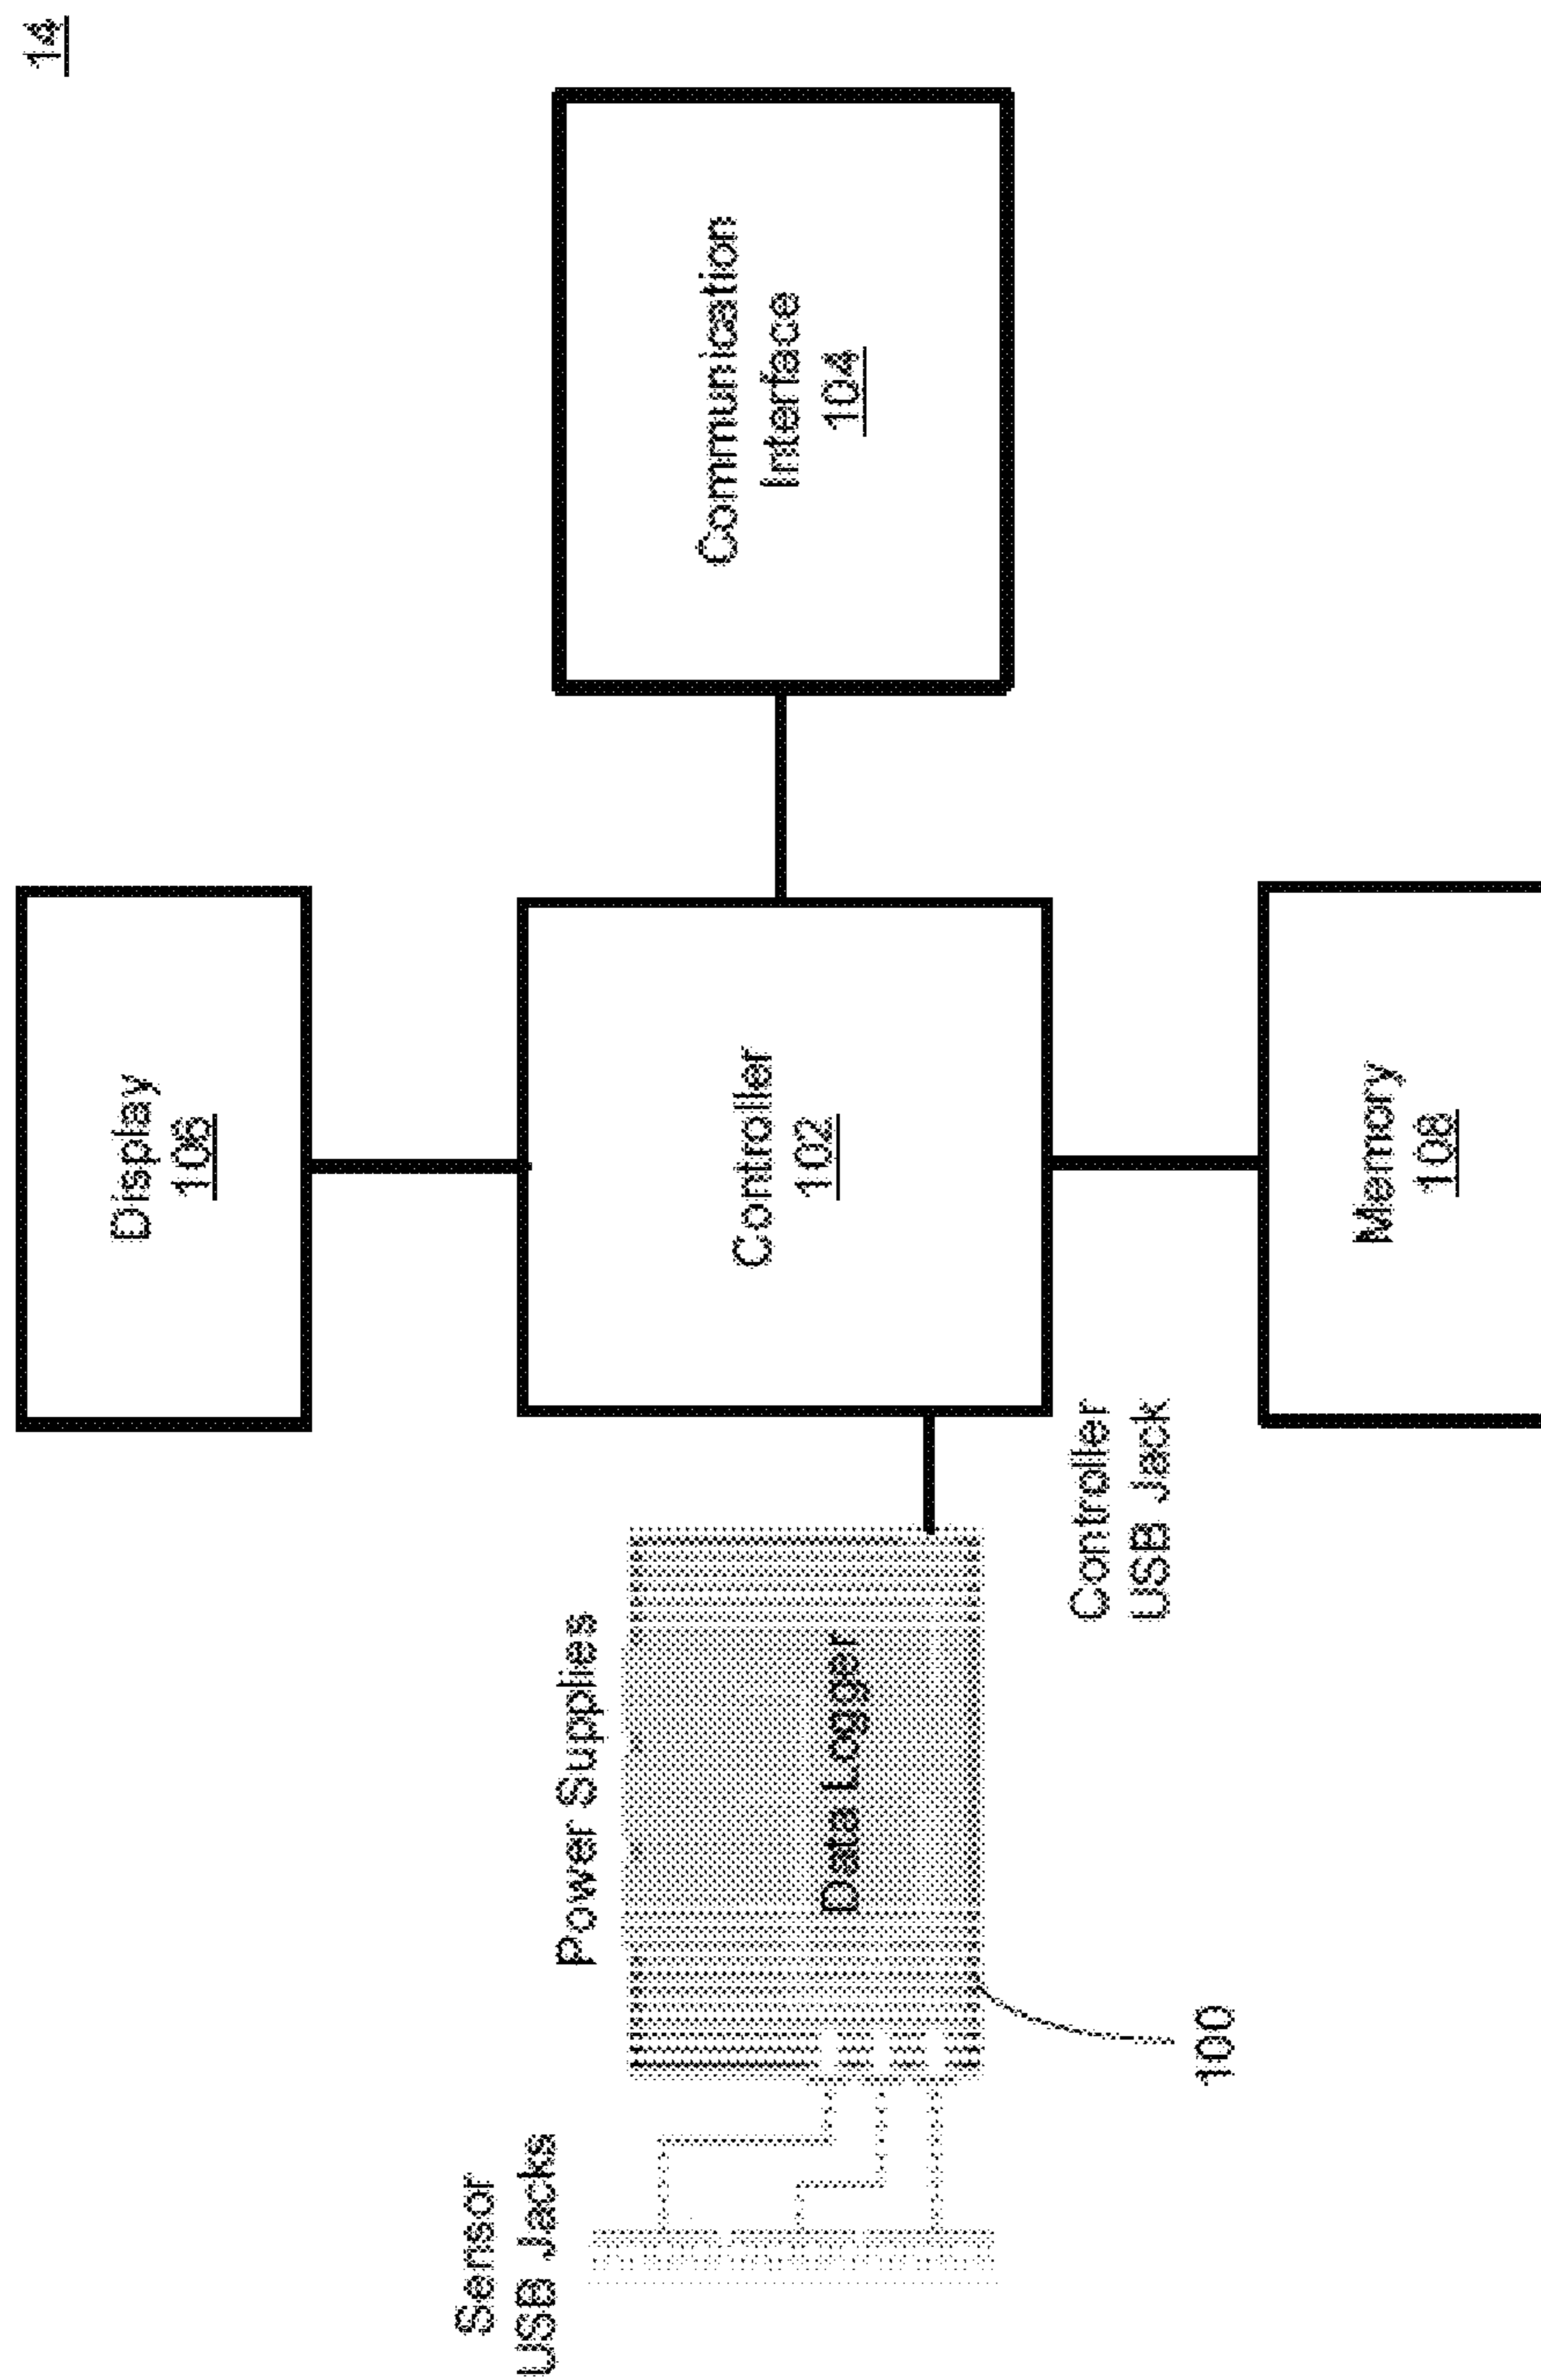 14
Display
106
Sensor
USB Jacks
Power Supplies
Data Logger
Controller
102
Communication
Interface
104
Controller
USB Jack
100
Memory
108